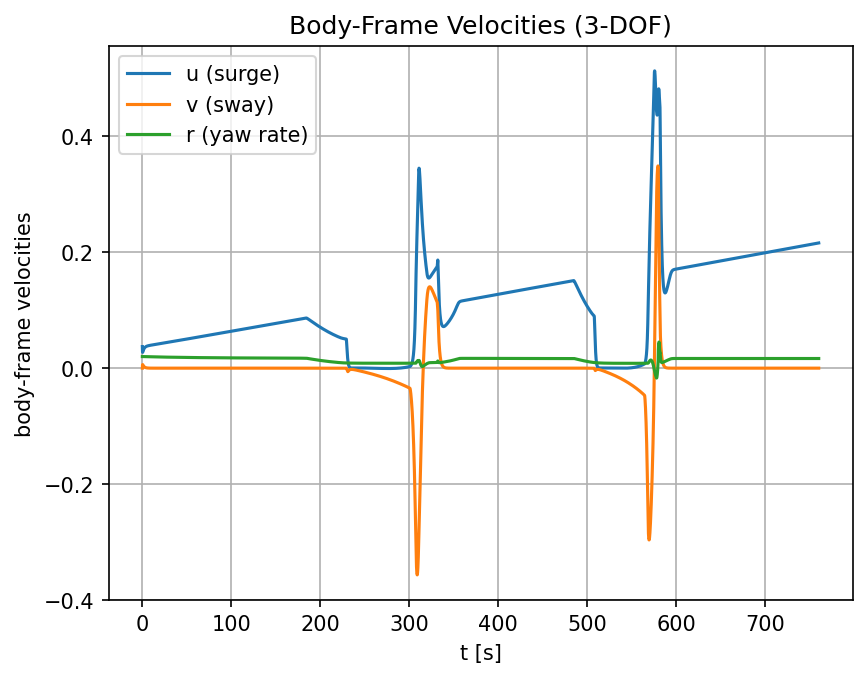 Body-Frame Velocities (3-DOF)
u (surge)
v (sway)
r (yaw rate)
body-frame velocities
0.4
0.2
0.0
−0.2
−0.4
0 100 200 300 400 500 600 700
t [s]